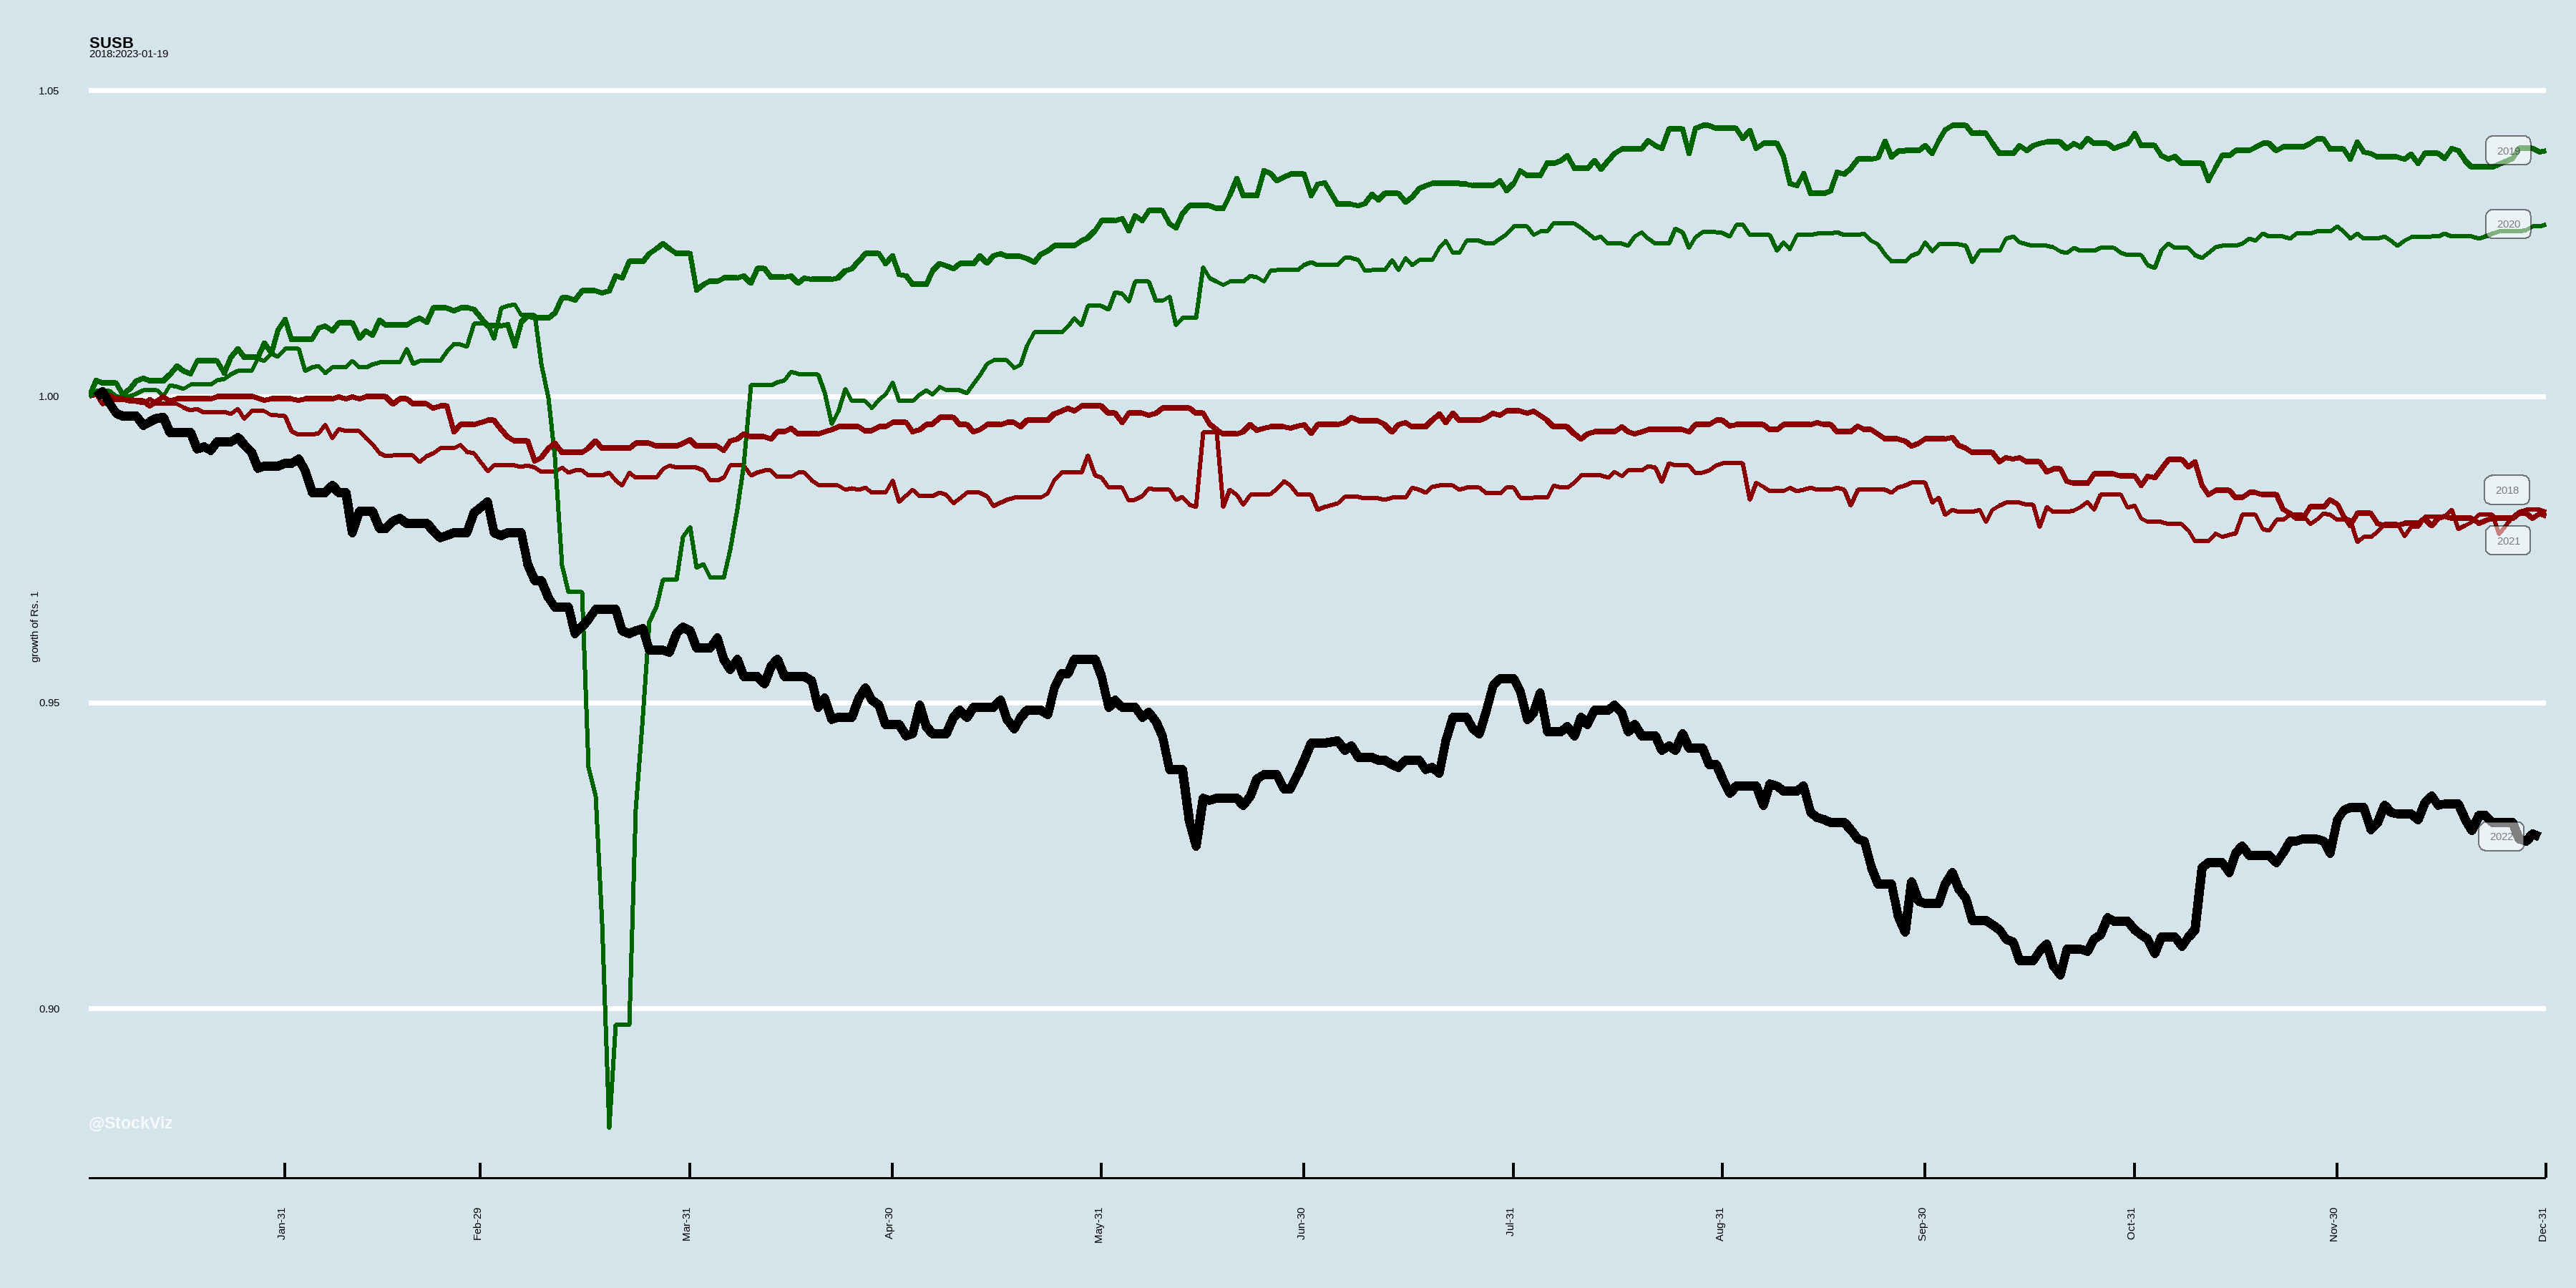 SUSB
2018:2023-01-19
1.05
1.00
0.95
0.90
growth of Rs. 1
2019
2020
2018
2021
2022
@StockViz
Jan-31
Feb-29
Mar-31
Apr-30
May-31
Jun-30
Jul-31
Aug-31
Sep-30
Oct-31
Nov-30
Dec-31